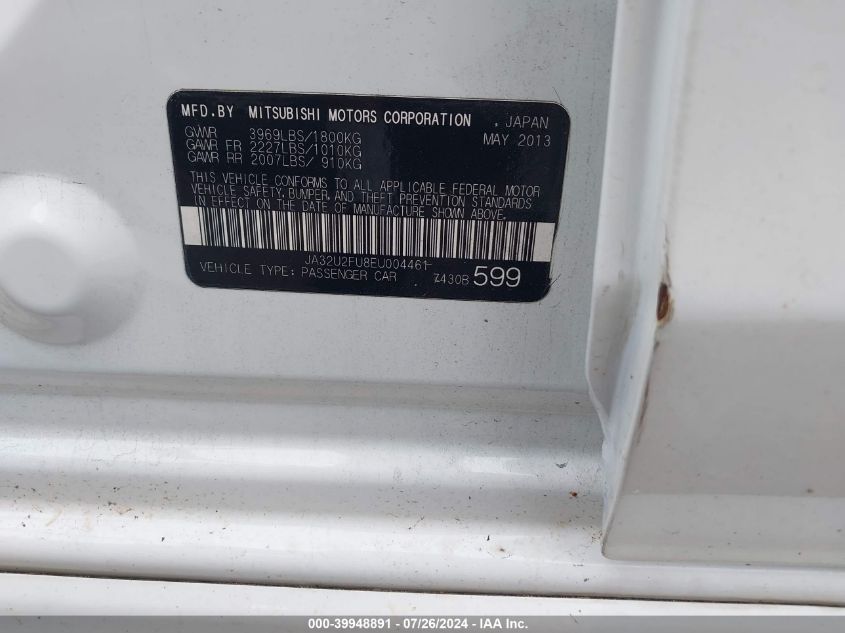 MFD.BY MITSUBISHI MOTORS CORPORATION , JAPAN
GVWR 3969LBS/1800KG MAY 2013
GAWR FR 2227LBS/1010KG
GAWR RR 2007LBS/ 910KG
THIS VEHICLE CONFORMS TO ALL APPLICABLE FEDERAL MOTOR
VEHICLE SAFETY, BUMPER, AND THEFT PREVENTION STANDARDS
IN EFFECT ON THE DATE OF MANUFACTURE SHOWN ABOVE.
JA32U2FU8EU004461
VEHICLE TYPE: PASSENGER CAR 7430B 599
000-39948891 - 07/26/2024 - IAA Inc.